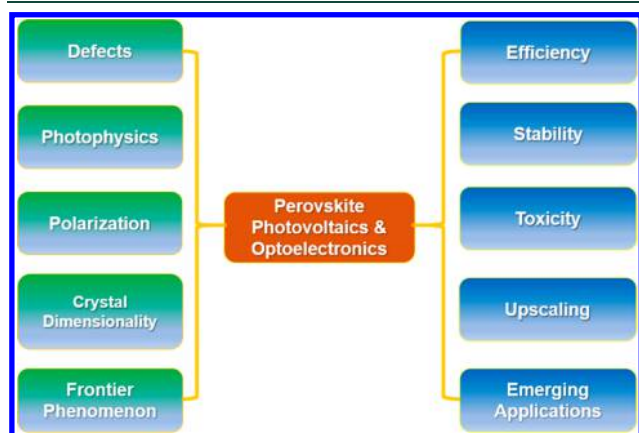 Defects
Photophysics
Polarization
Crystal
Dimensionality
Frontier
Phenomenon
Perovskite
Photovoltaics &
Optoelectronics
Efficiency
Stability
Toxicity
Upscaling
Emerging
Applications